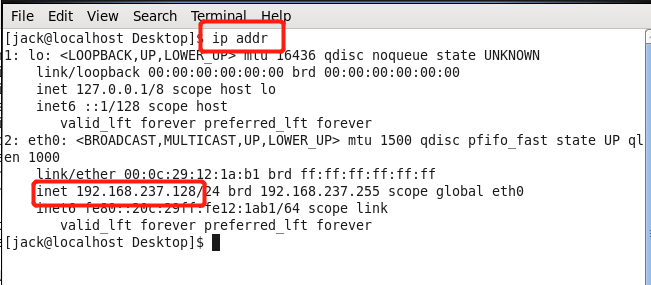 File Edit View Search Terminal Help
[jack@localhost Desktop]$ ip addr
1: lo: <LOOPBACK,UP,LOWER_UP> mtu 16436 qdisc noqueue state UNKNOWN
link/loopback 00:00:00:00:00:00 brd 00:00:00:00:00:00
inet 127.0.0.1/8 scope host lo
inet6 ::1/128 scope host
valid_lft forever preferred_lft forever
2: eth0: <BROADCAST,MULTICAST,UP,LOWER_UP> mtu 1500 qdisc pfifo_fast state UP ql
en 1000
link/ether 00:0c:29:12:1a:b1 brd ff:ff:ff:ff:ff:ff
inet 192.168.237.128/24 brd 192.168.237.255 scope global eth0
inet6 fe80::20c:29ff:fe12:1ab1/64 scope link
valid_lft forever preferred_lft forever
[jack@localhost Desktop]$